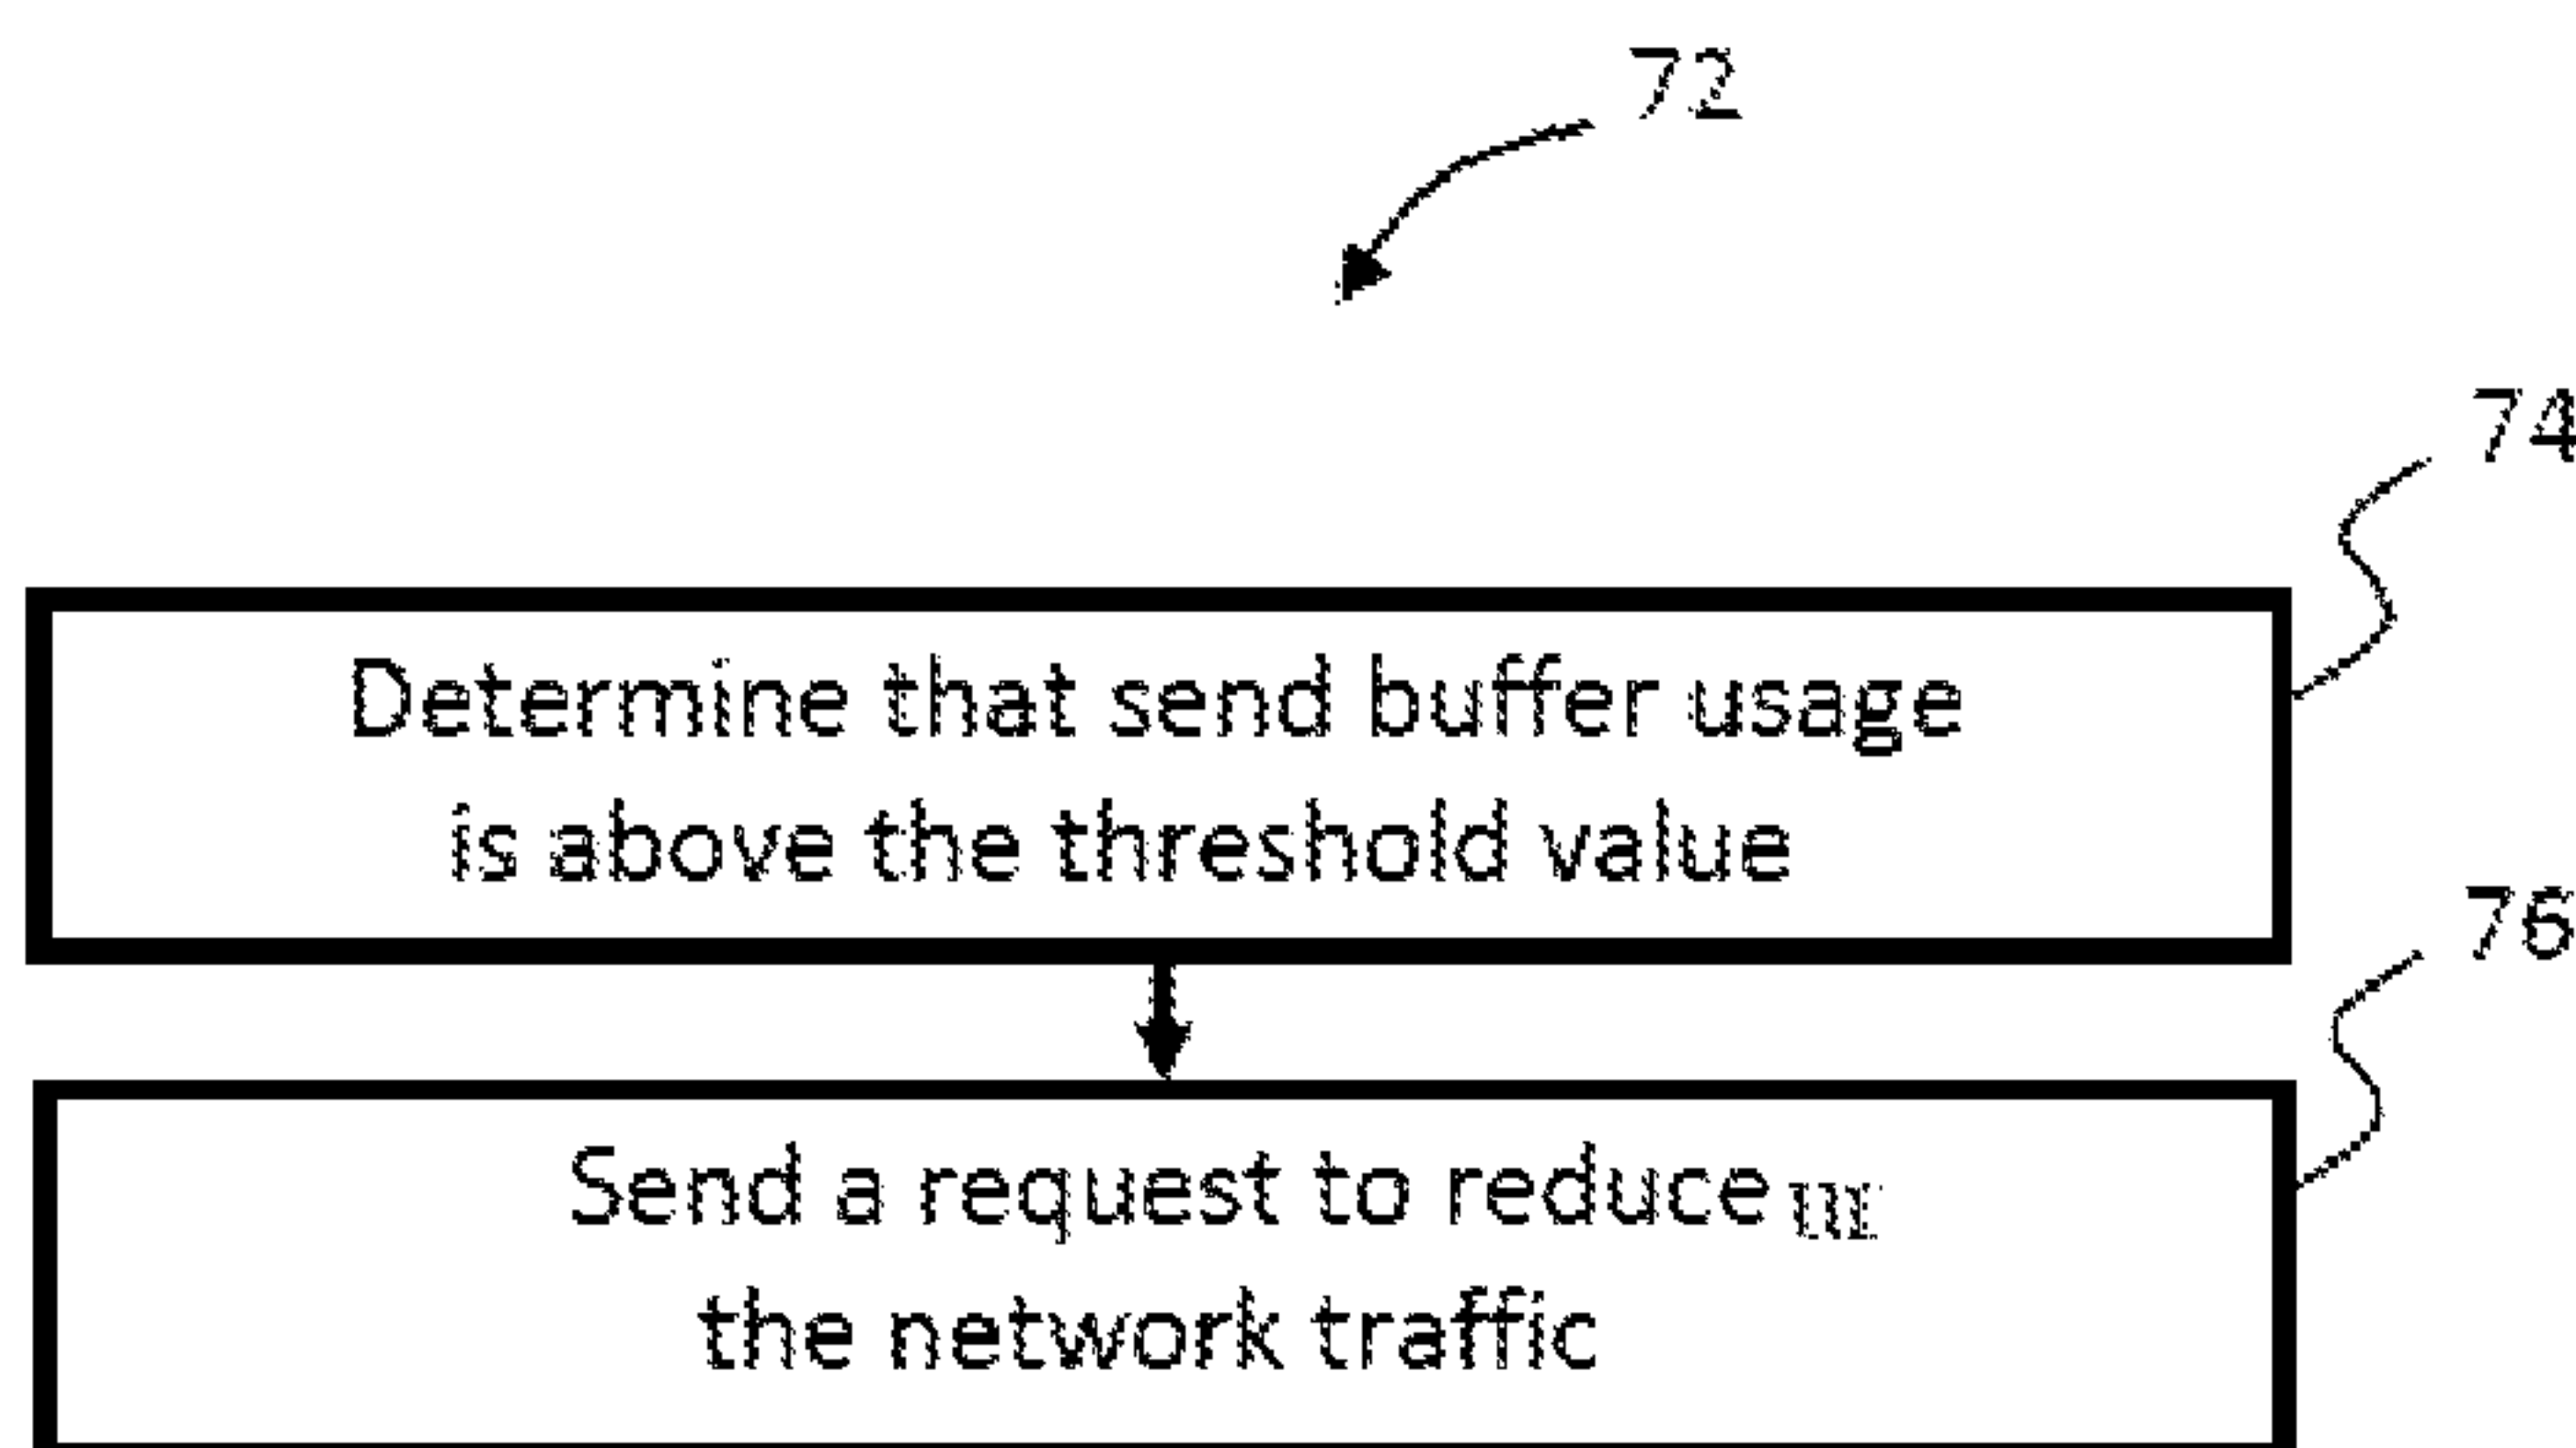 72
74
Determine that send buffer usage
is above the threshold value
76
Send a request to reduce
the network traffic